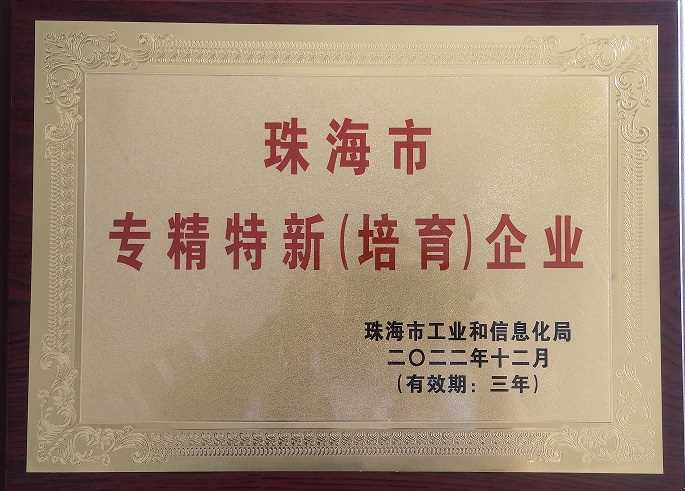 珠海市
专精特新(培育)企业
珠海市工业和信息化局
二〇二二年十二月
(有效期：三年)